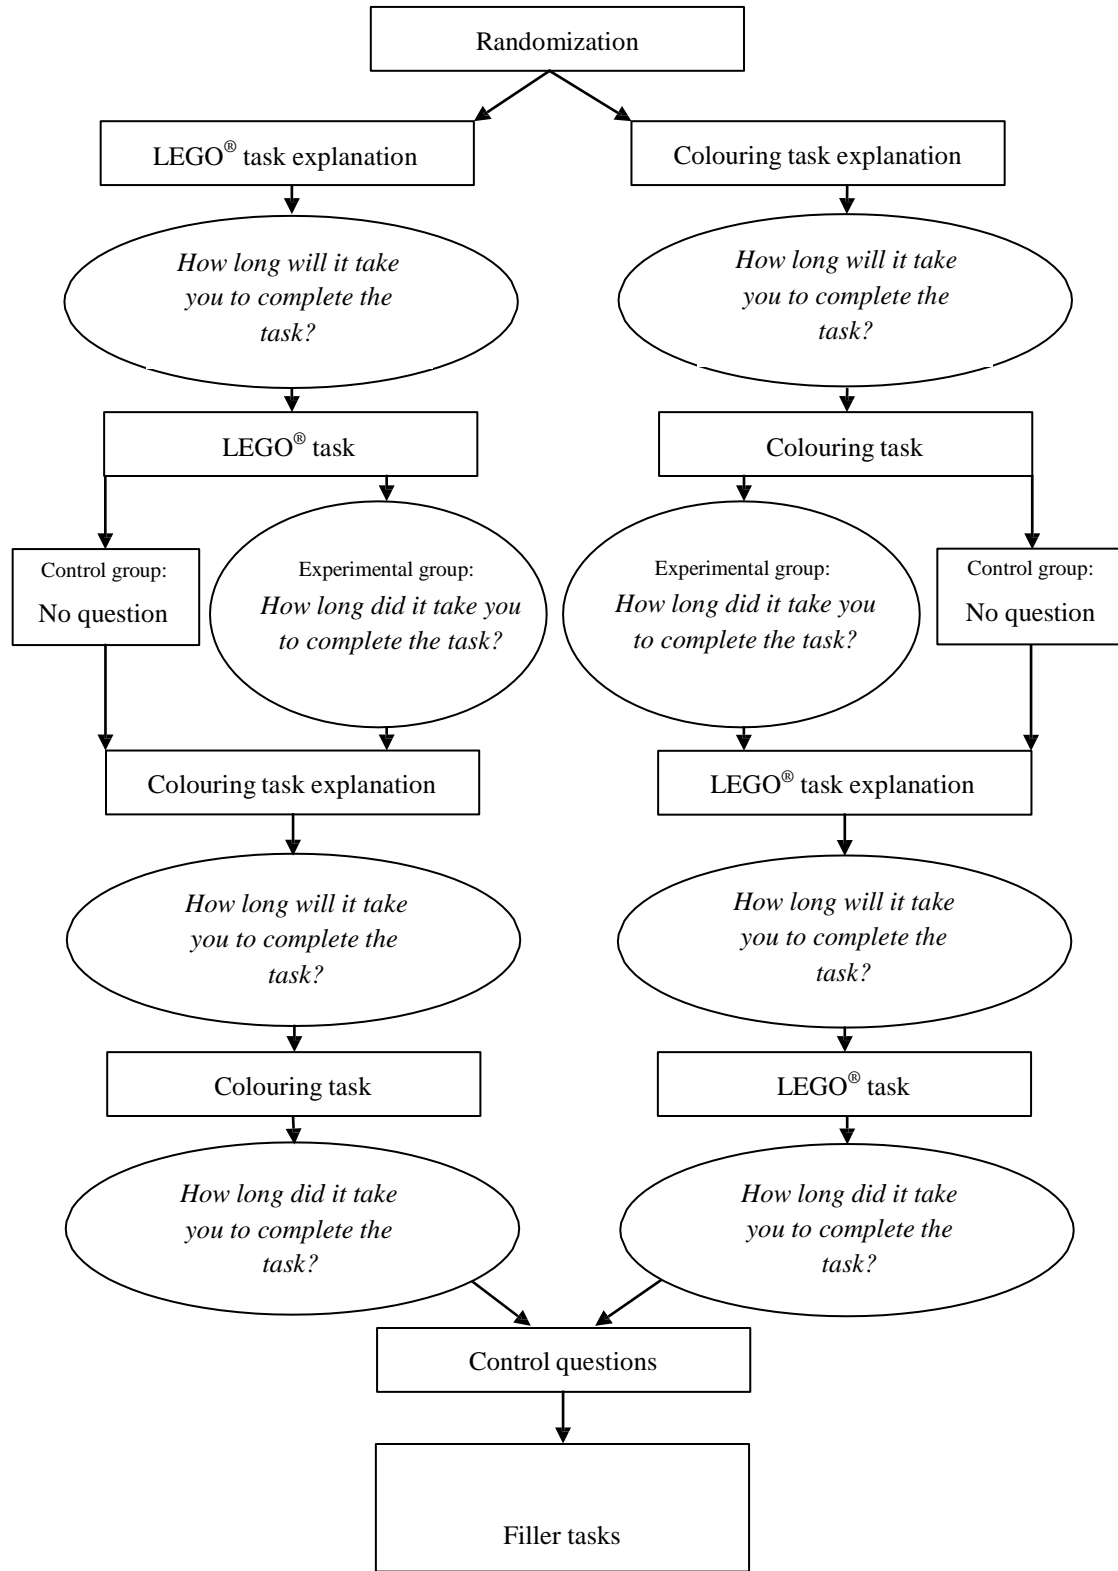 Randomization
LEGO® task explanation
Colouring task explanation
How long will it take
you to complete the
task?
How long will it take
you to complete the
task?
LEGO® task
Colouring task
Control group:
No question
Experimental group:
How long did it take you
to complete the task?
Experimental group:
How long did it take you
to complete the task?
Control group:
No question
Colouring task explanation
LEGO® task explanation
How long will it take
you to complete the
task?
How long will it take
you to complete the
task?
Colouring task
LEGO® task
How long did it take
you to complete the
task?
How long did it take
you to complete the
task?
Control questions
Filler tasks